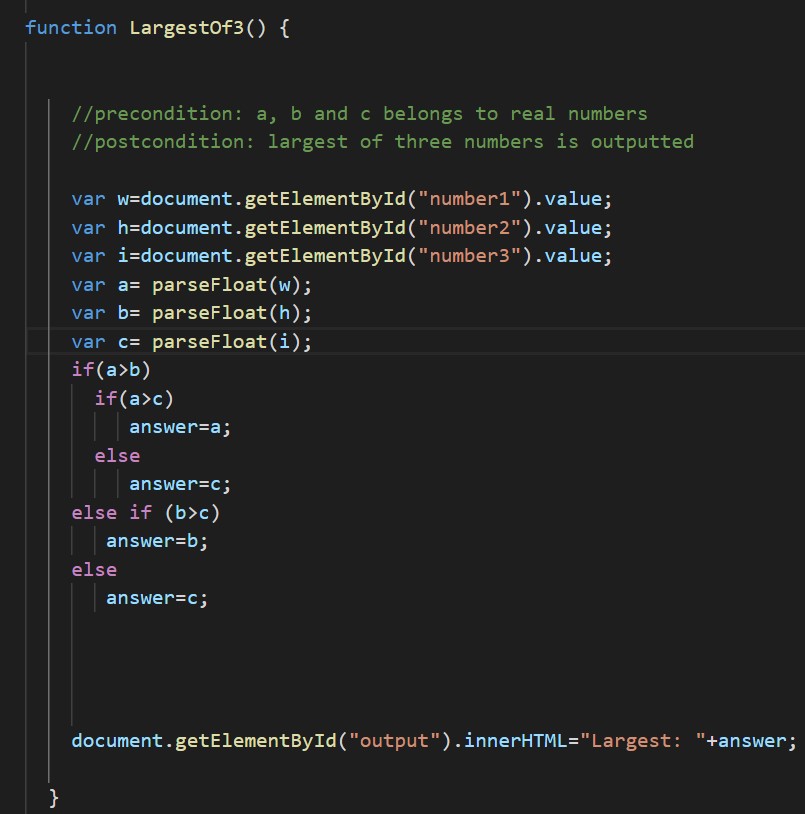 function LargestOf3() {
//precondition: a, b and c belongs to real numbers
//postcondition: largest of three numbers is outputted
var w=document.getElementById("number1").value;
var h=document.getElementById("number2").value;
var i=document.getElementById("number3").value;
var a= parseFloat(w);
var b= parseFloat(h);
var c= parseFloat(i);
if(a>b)
if(a>c)
answer=a;
else
answer=c;
else if (b>c)
answer=b;
else
answer=c;
document.getElementById("output").innerHTML="Largest: "+answer;
}